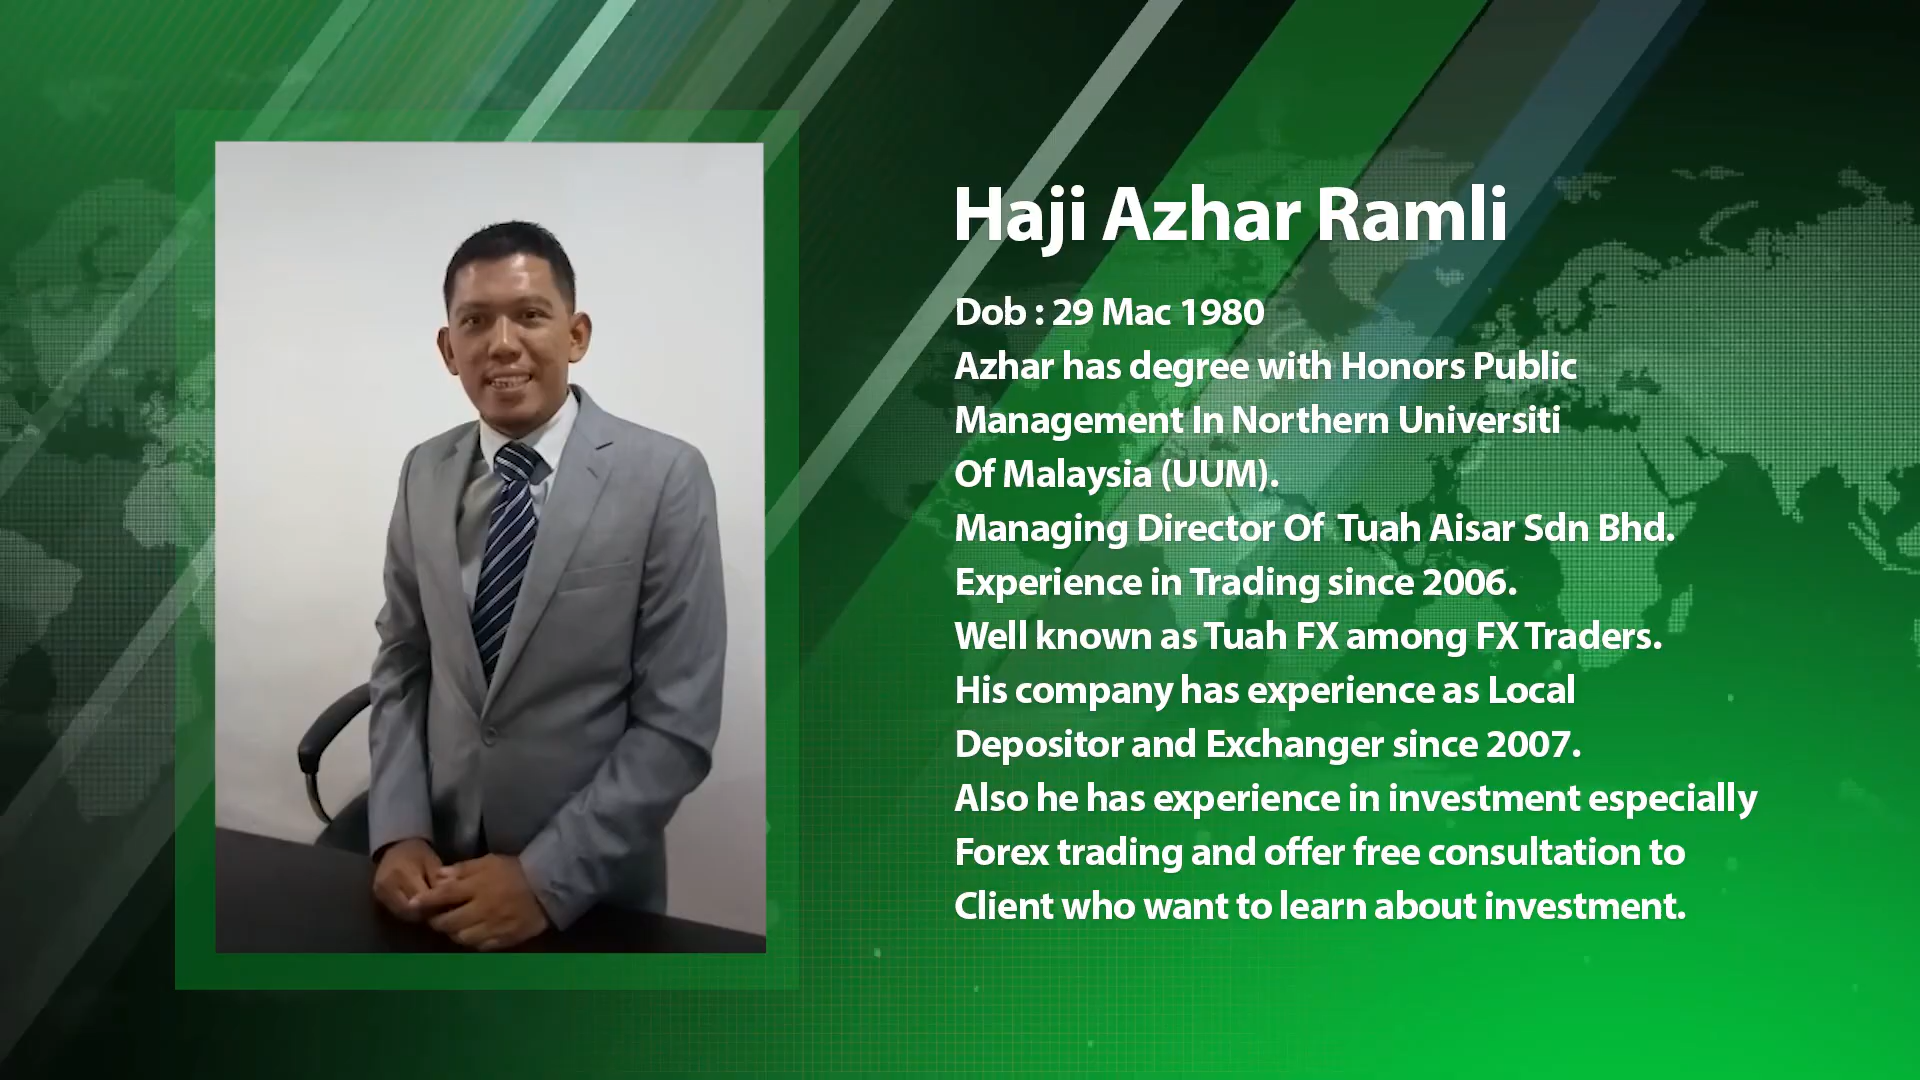 Haji Azhar Ramli
Dob : 29 Mac 1980
Azhar has degree with Honors Public
Management In Northern Universiti
Of Malaysia (UUM).
Managing Director Of Tuah Aisar Sdn Bhd.
Experience in Trading since 2006.
Well known as Tuah FX among FX Traders.
His company has experience as Local
Depositor and Exchanger since 2007.
Also he has experience in investment especially
Forex trading and offer free consultation to
Client who want to learn about investment.